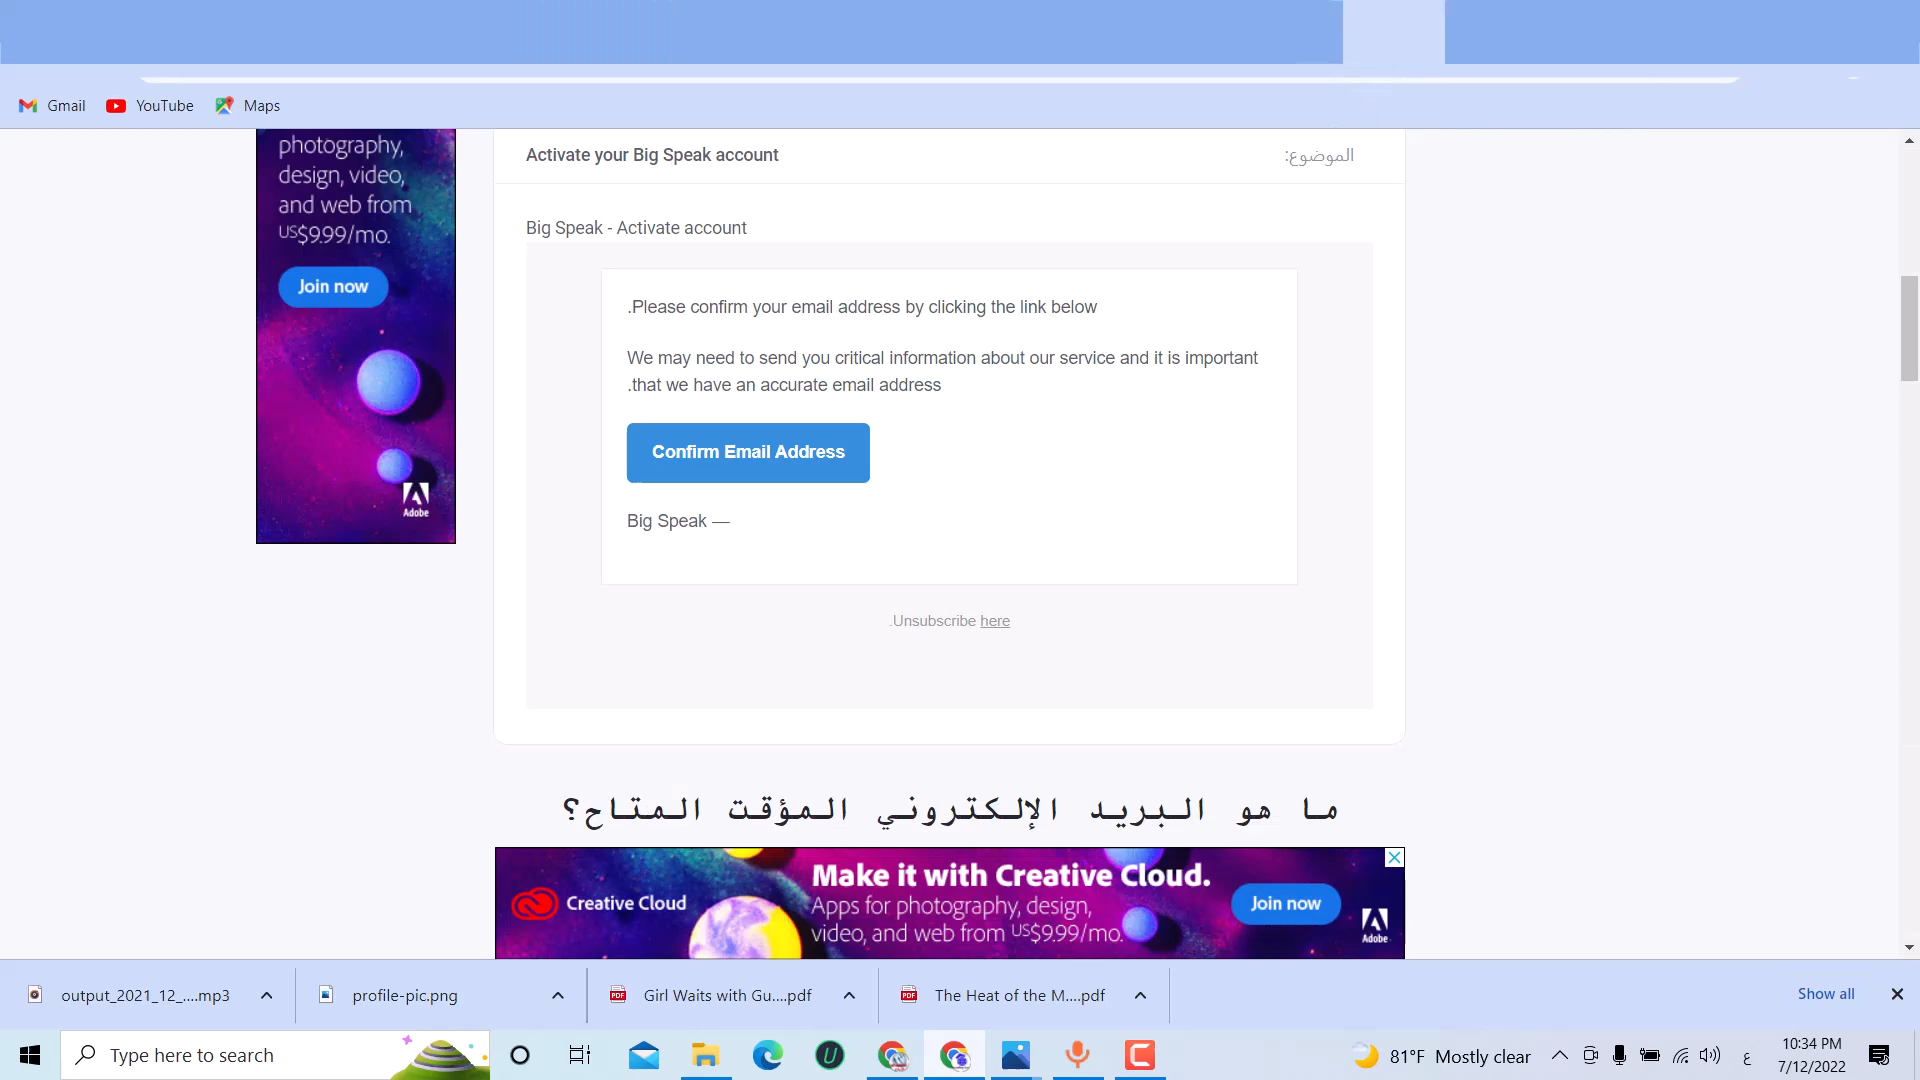 Gmail
YouTube
Maps
photography,
design, video,
and web from
US$9.99/mo.
Join now
Adobe
Activate your Big Speak account
الموضوع:
Big Speak - Activate account
.Please confirm your email address by clicking the link below
We may need to send you critical information about our service and it is important
.that we have an accurate email address
Confirm Email Address
Big Speak —
.Unsubscribe here
ما هو البريد الإلكتروني المؤقت المتاح؟
Creative Cloud
Make it with Creative Cloud.
Apps for photography, design,
video, and web from US$9.99/mo.
Join now
Adobe
output_2021_12_....mp3
profile-pic.png
Girl Waits with Gu....pdf
The Heat of the M....pdf
Show all
Type here to search
81°F Mostly clear
ع
10:34 PM
7/12/2022